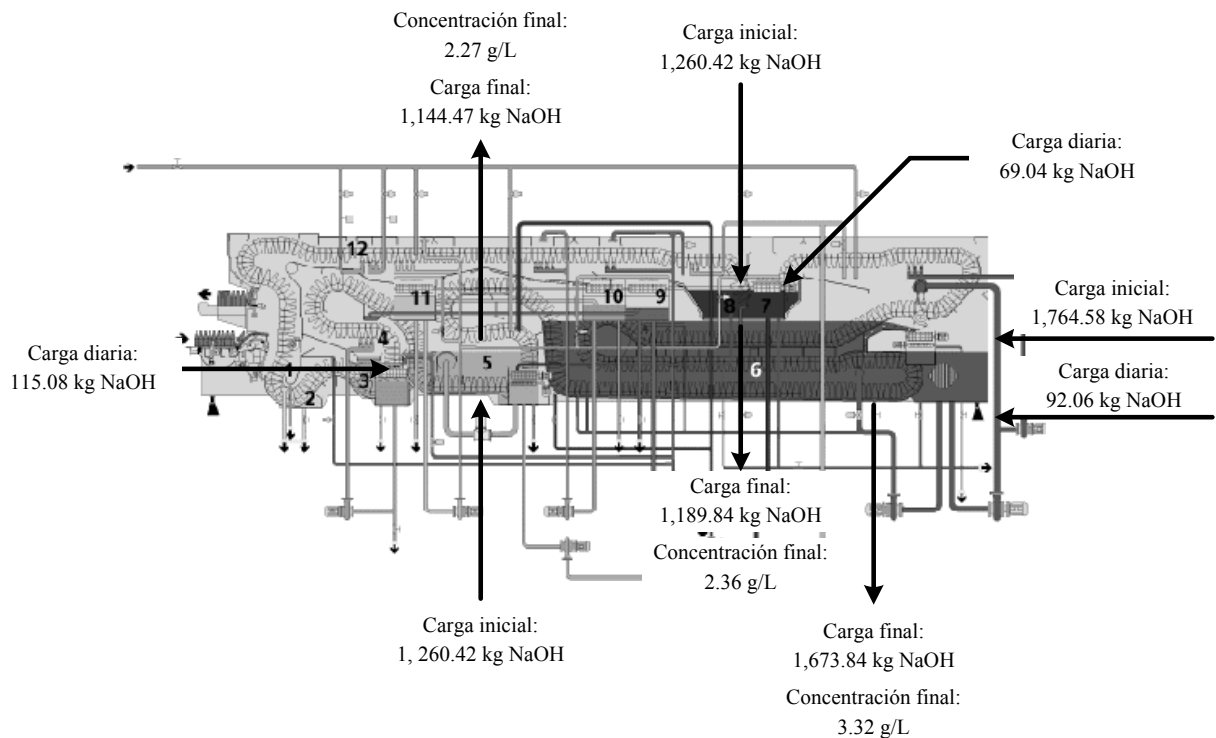 Concentración final:
2.27 g/L
Carga final:
1,144.47 kg NaOH
Carga inicial:
1,260.42 kg NaOH
Carga diaria:
69.04 kg NaOH
12
11
10
9
8
7
4
5
6
1
3
2
Carga inicial:
1,764.58 kg NaOH
Carga diaria:
92.06 kg NaOH
Carga diaria:
115.08 kg NaOH
Carga final:
1,189.84 kg NaOH
Concentración final:
2.36 g/L
Carga inicial:
1, 260.42 kg NaOH
Carga final:
1,673.84 kg NaOH
Concentración final:
3.32 g/L